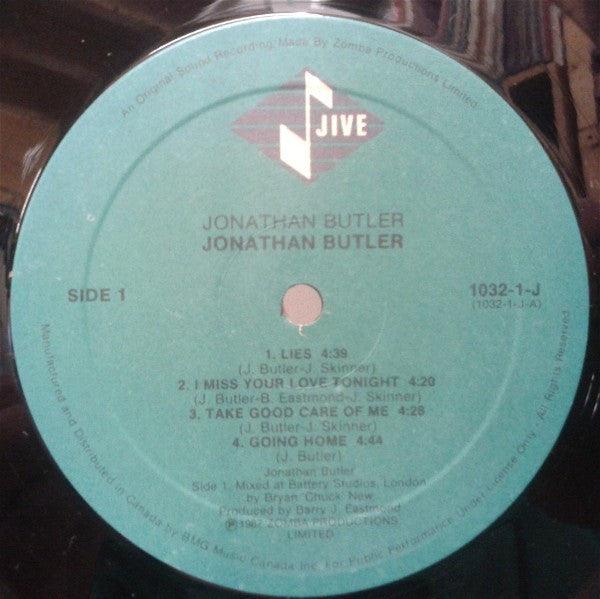 An Original Sound Recording Made By Zomba Productions Limited
JIVE
JONATHAN BUTLER
JONATHAN BUTLER
SIDE 1
1032-1-J
(1032-1-J-A)
1. LIES 4:39
(J. Butler-J. Skinner)
2. I MISS YOUR LOVE TONIGHT 4:20
(J. Butler-B. Eastmond-J. Skinner)
3. TAKE GOOD CARE OF ME 4:28
(J. Butler-J. Skinner)
4. GOING HOME 4:44
(J. Butler)
Jonathan Butler
Side 1. Mixed at Battery Studios, London
by Bryan 'Chuck' New
Produced by Barry J. Eastmond
℗ 1987 ZOMBA PRODUCTIONS
LIMITED
Manufactured and Distributed in Canada by BMG Music Canada Inc. For Public Performance Under License Only. All Rights Reserved.